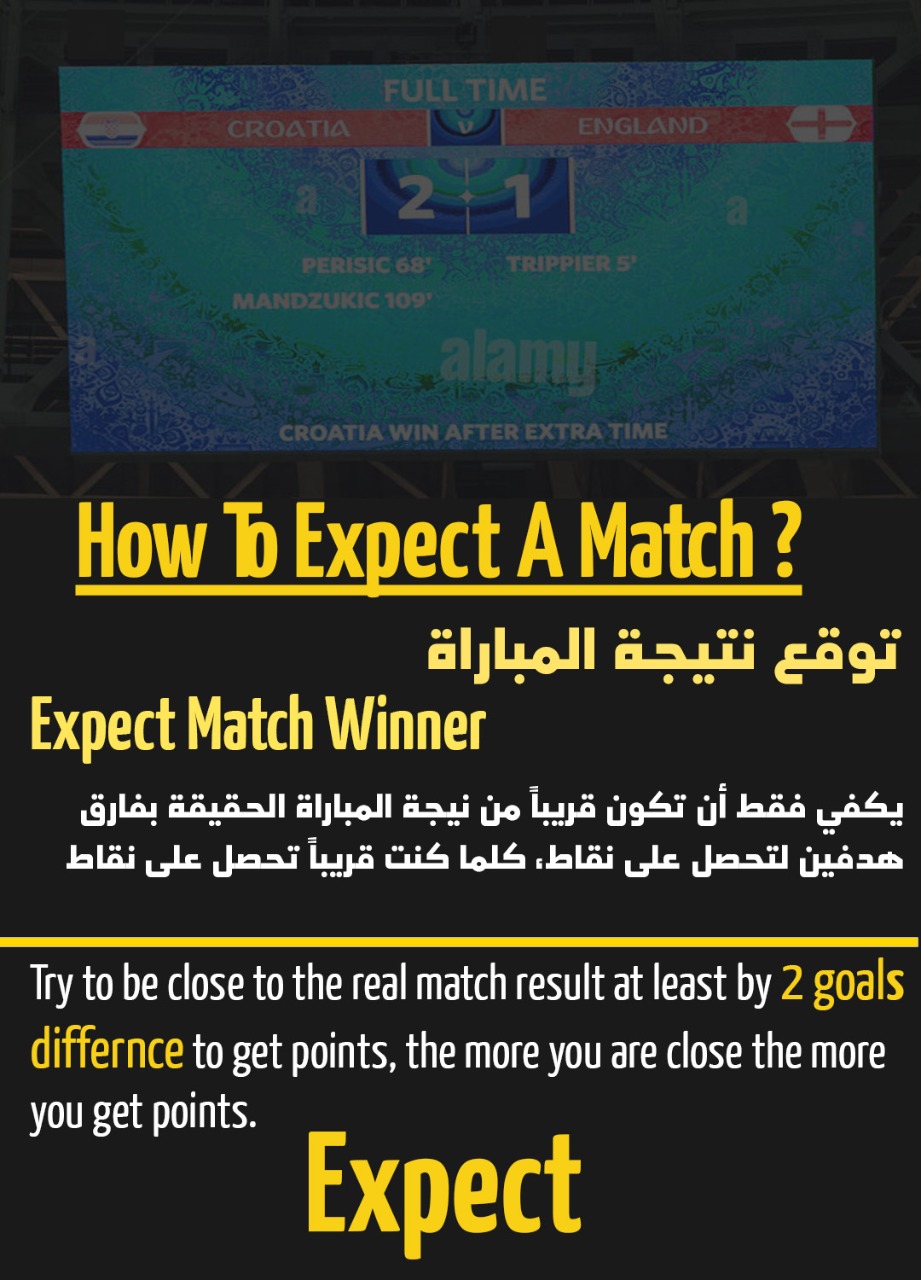 FULL TIME
CROATIA v ENGLAND
2 1
a a
PERISIC 68' TRIPPIER 5'
MANDZUKIC 109'
a alamy
CROATIA WIN AFTER EXTRA TIME
How To Expect A Match ?
توقع نتيجة المباراة
Expect Match Winner
يكفي فقط أن تكون قريباً من نيجة المباراة الحقيقة بفارق
هدفين لتحصل على نقاط، كلما كنت قريباً تحصل على نقاط
Try to be close to the real match result at least by 2 goals
differnce to get points, the more you are close the more
you get points.
Expect